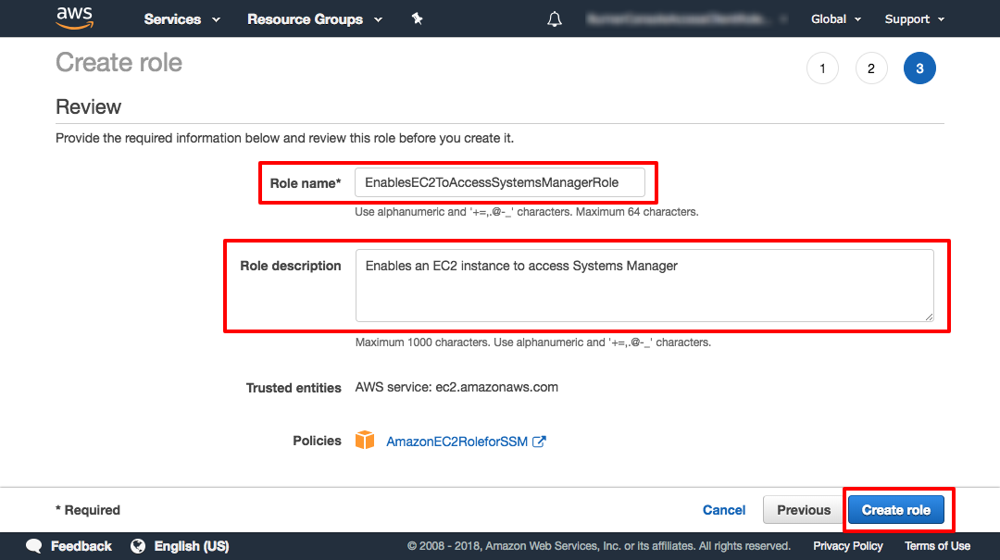 aws Services Resource Groups Global Support
Create role
1 2 3
Review
Provide the required information below and review this role before you create it.
Role name* EnablesEC2ToAccessSystemsManagerRole
Use alphanumeric and '+=,.@-_' characters. Maximum 64 characters.
Role description Enables an EC2 instance to access Systems Manager
Maximum 1000 characters. Use alphanumeric and '+=,.@-_' characters.
Trusted entities AWS service: ec2.amazonaws.com
Policies AmazonEC2RoleforSSM
* Required Cancel Previous Create role
Feedback English (US) © 2008 - 2018, Amazon Web Services, Inc. or its affiliates. All rights reserved. Privacy Policy Terms of Use